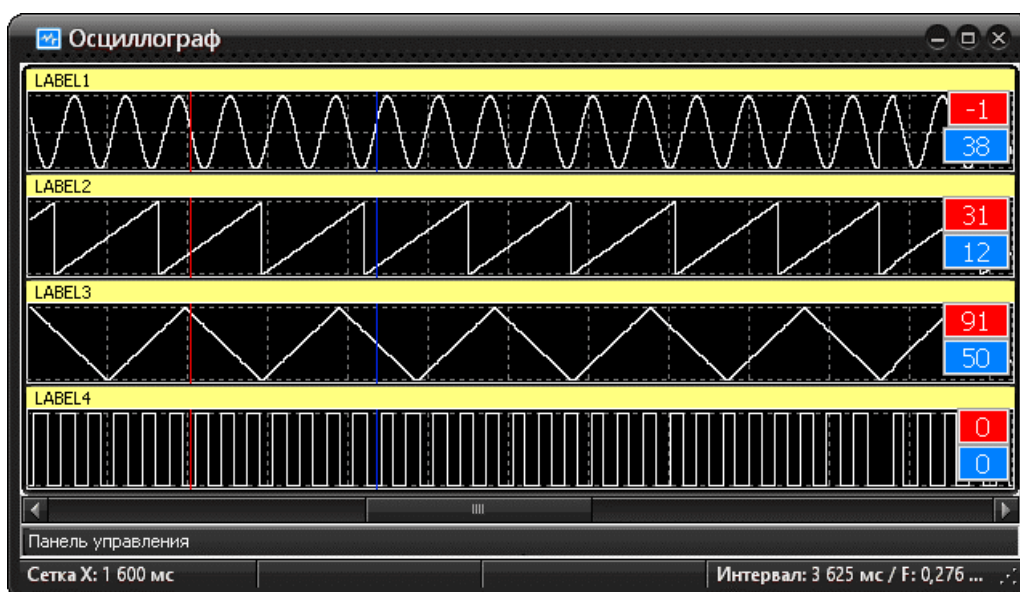 Осциллограф
LABEL1
-1
38
LABEL2
31
12
LABEL3
91
50
LABEL4
0
0
Панель управления
Сетка X: 1 600 мс
Интервал: 3 625 мс / F: 0,276 ...